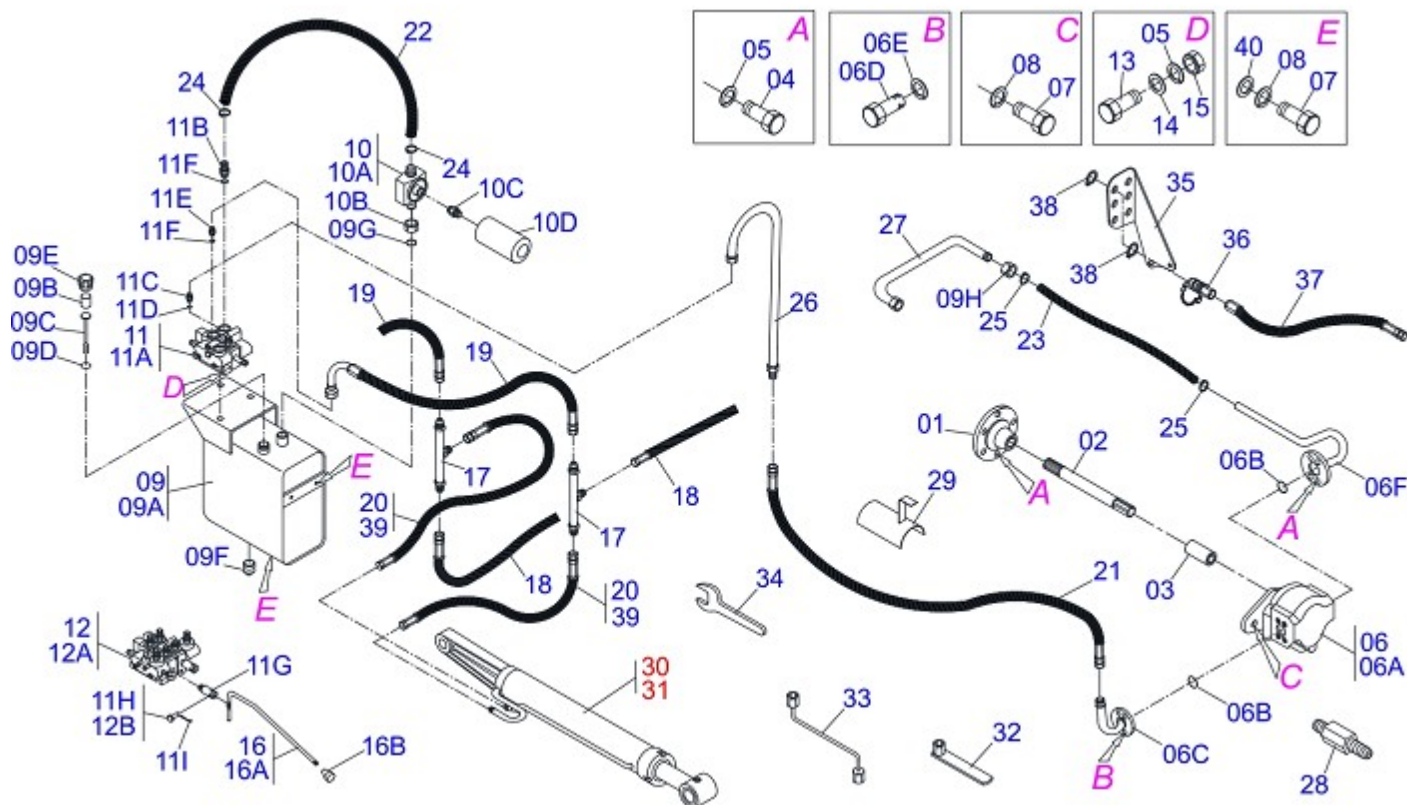 22
A
05
04
B
06E
06D
C
08
07
D
13
05
14
15
E
40
08
07
24
11B
11F
11E
11F
10
10A
24
10C
10B
10D
09G
38
35
27
36
38
37
09E
09B
09C
09D
11C
11D
11
11A
19
19
26
09H
25
23
D
01
02
25
06B
06F
A
A
E
09
09A
17
18
29
20
39
17
03
09F
18
21
E
34
20
39
06
06A
C
12
12A
11G
30
31
06B
11H
12B
11I
16
16A
16B
33
32
06C
B
28